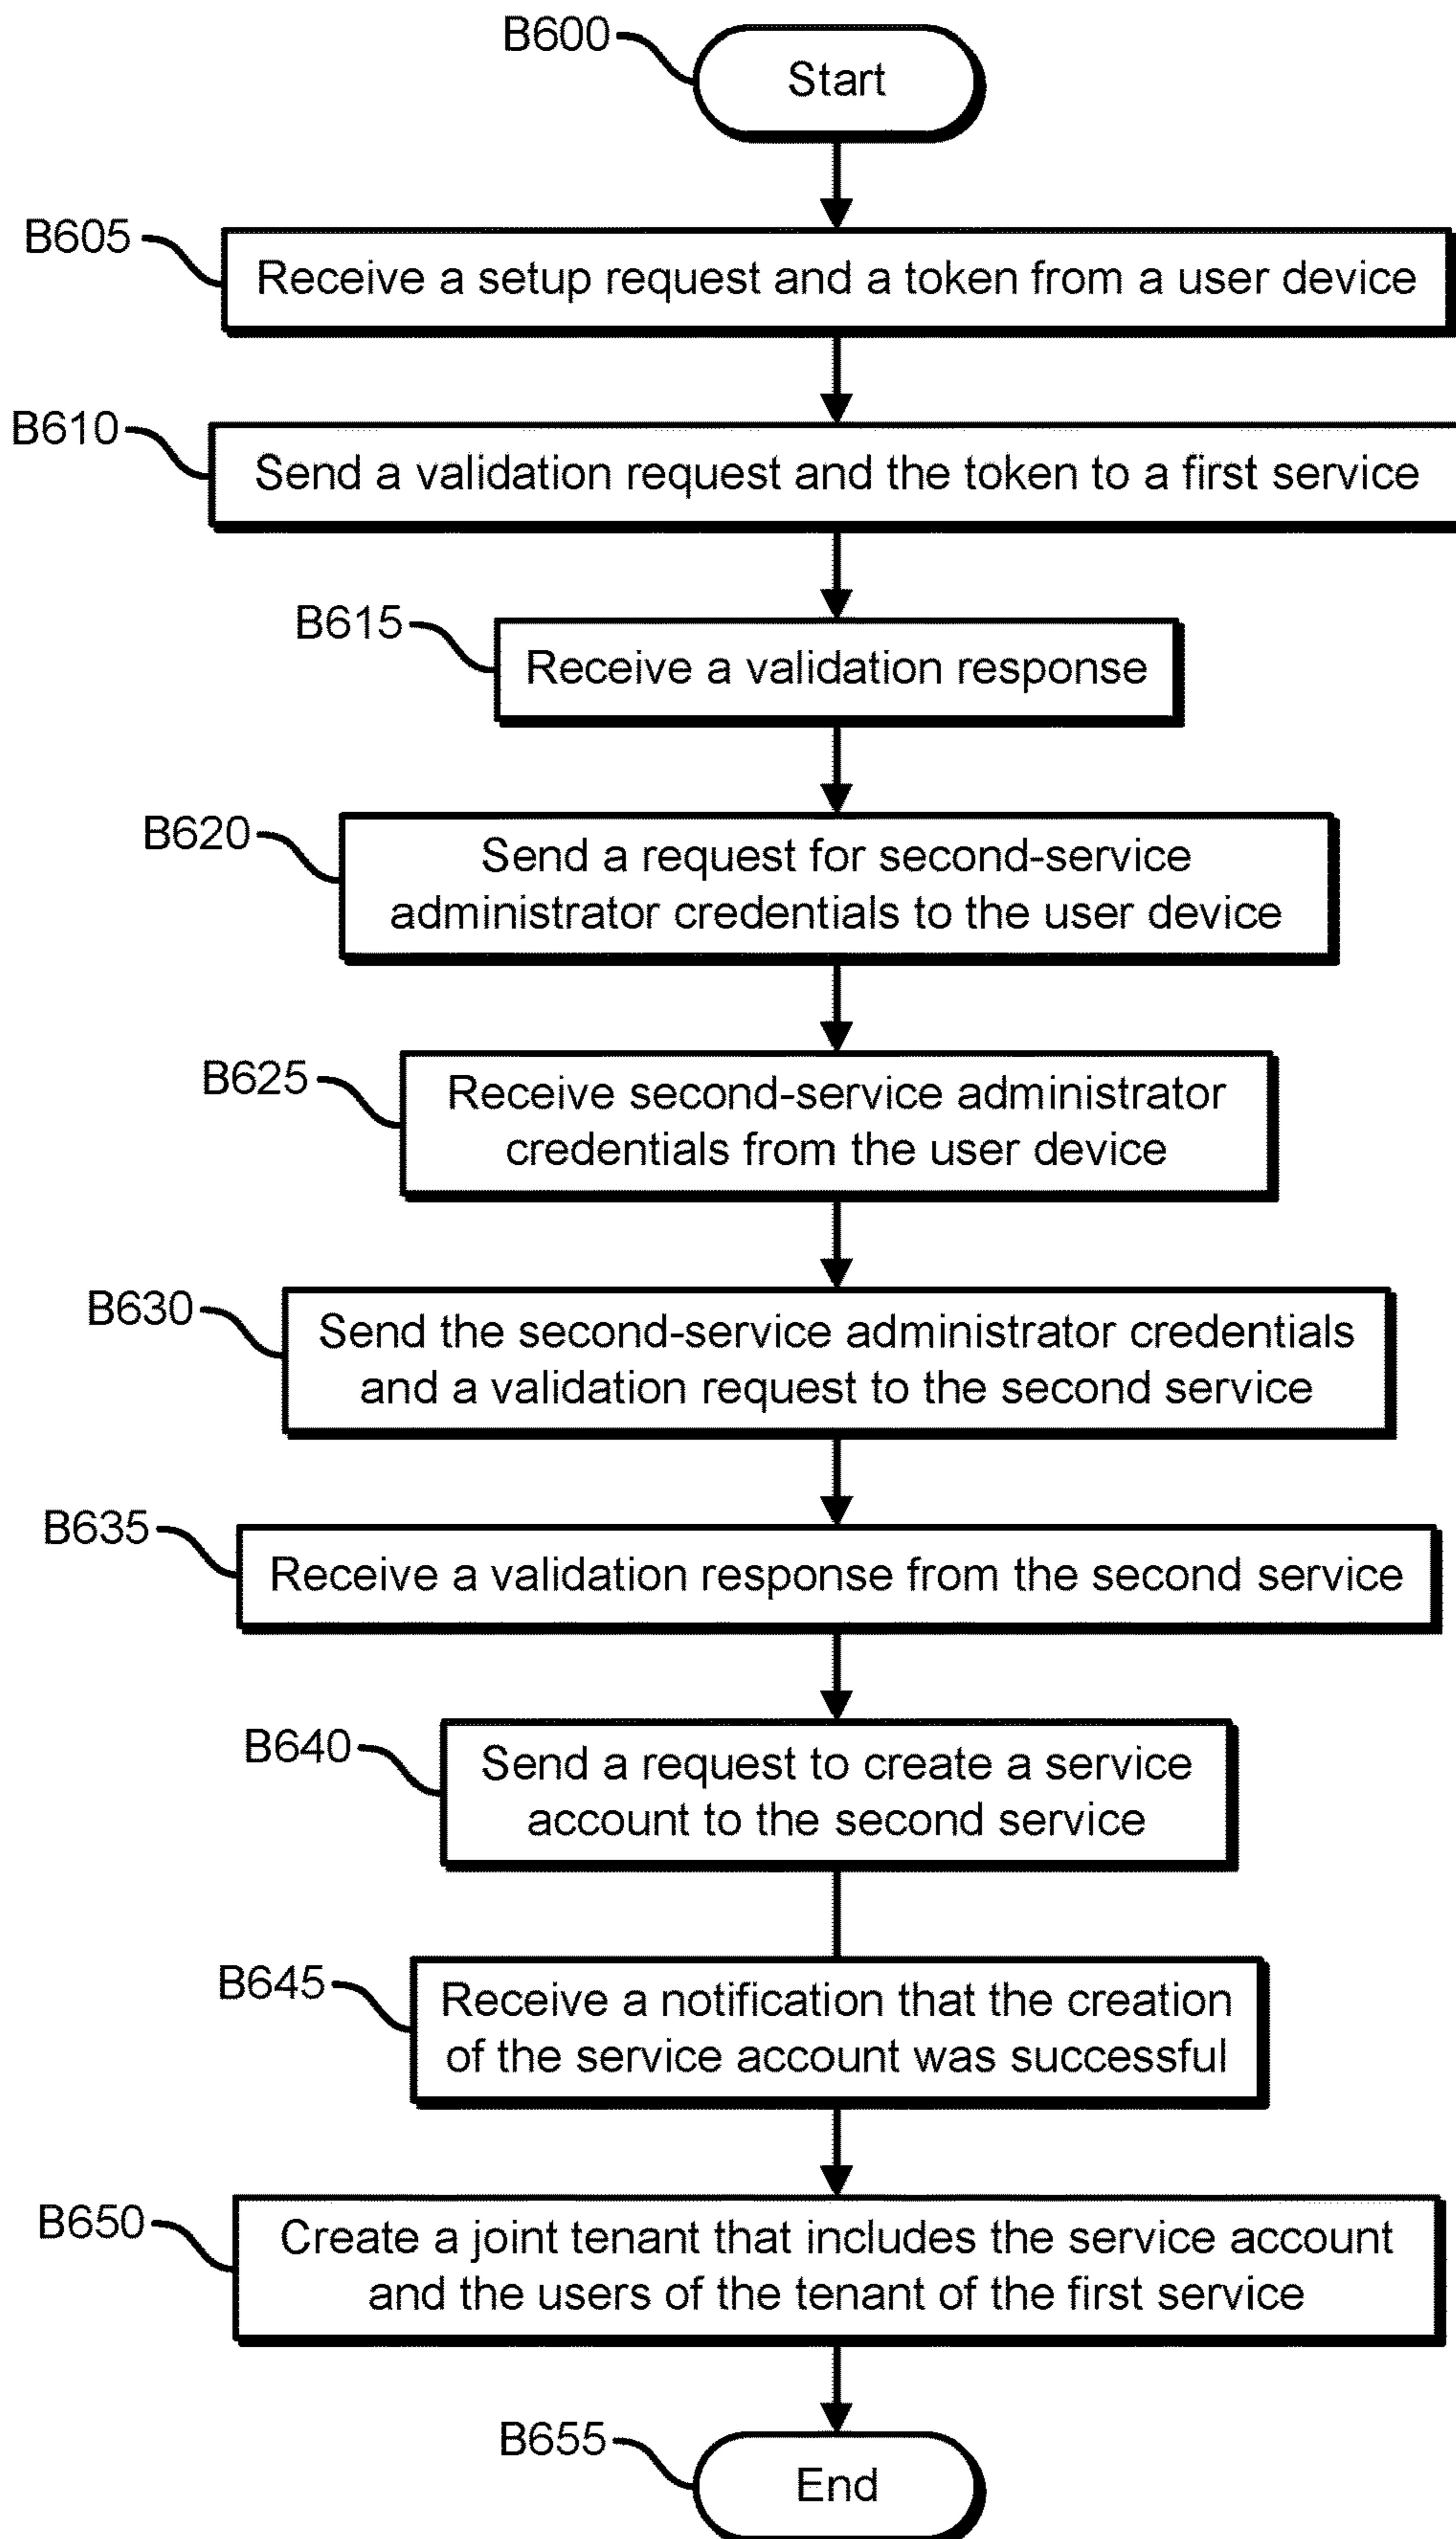 B600
Start
B605
Receive a setup request and a token from a user device
B610
Send a validation request and the token to a first service
B615
Receive a validation response
B620
Send a request for second-service
administrator credentials to the user device
B625
Receive second-service administrator
credentials from the user device
B630
Send the second-service administrator credentials
and a validation request to the second service
B635
Receive a validation response from the second service
B640
Send a request to create a service
account to the second service
B645
Receive a notification that the creation
of the service account was successful
B650
Create a joint tenant that includes the service account
and the users of the tenant of the first service
B655
End